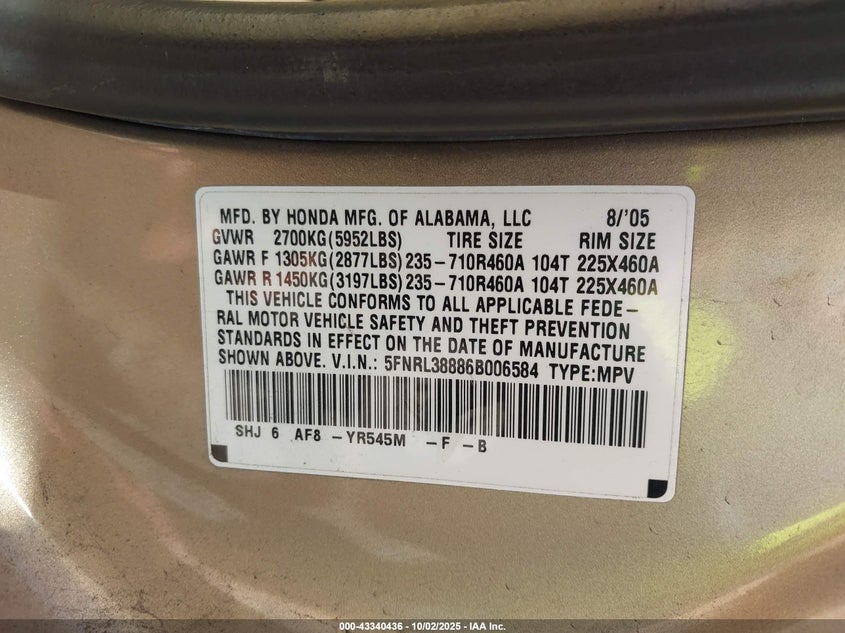 MFD. BY HONDA MFG. OF ALABAMA, LLC 8/'05
GVWR 2700KG(5952LBS) TIRE SIZE RIM SIZE
GAWR F 1305KG(2877LBS)235-710R460A 104T 225X460A
GAWR R 1450KG(3197LBS)235-710R460A 104T 225X460A
THIS VEHICLE CONFORMS TO ALL APPLICABLE FEDE-
RAL MOTOR VEHICLE SAFETY AND THEFT PREVENTION
STANDARDS IN EFFECT ON THE DATE OF MANUFACTURE
SHOWN ABOVE. V.I.N.: 5FNRL38886B006584 TYPE:MPV
SHJ 6 AF8 -YR545M -F -B
000-43340436 - 10/02/2025 - IAA Inc.